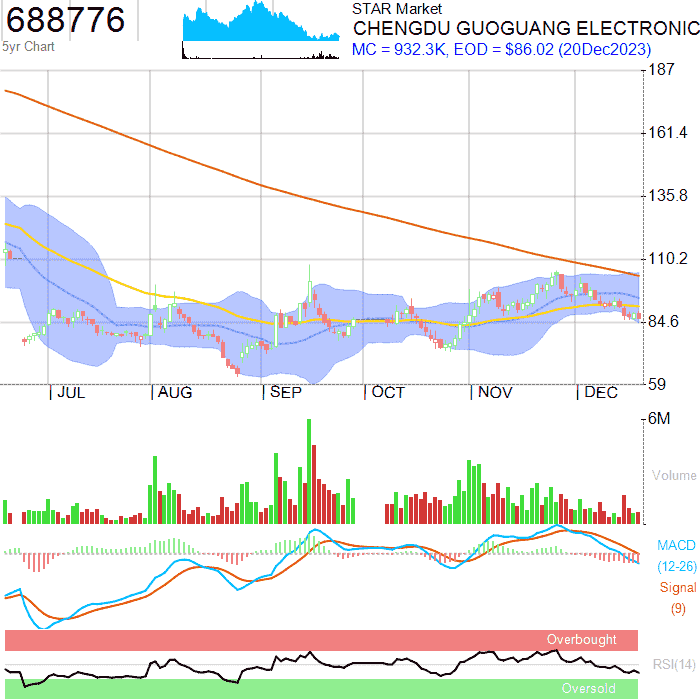 688776
5yr Chart
STAR Market
CHENGDU GUOGUANG ELECTRONIC
MC = 932.3K, EOD = $86.02 (20Dec2023)
187
161.4
135.8
110.2
84.6
59
JUL AUG SEP OCT NOV DEC
6M
Volume
MACD
(12-26)
Signal
(9)
Overbought
RSI(14)
Oversold